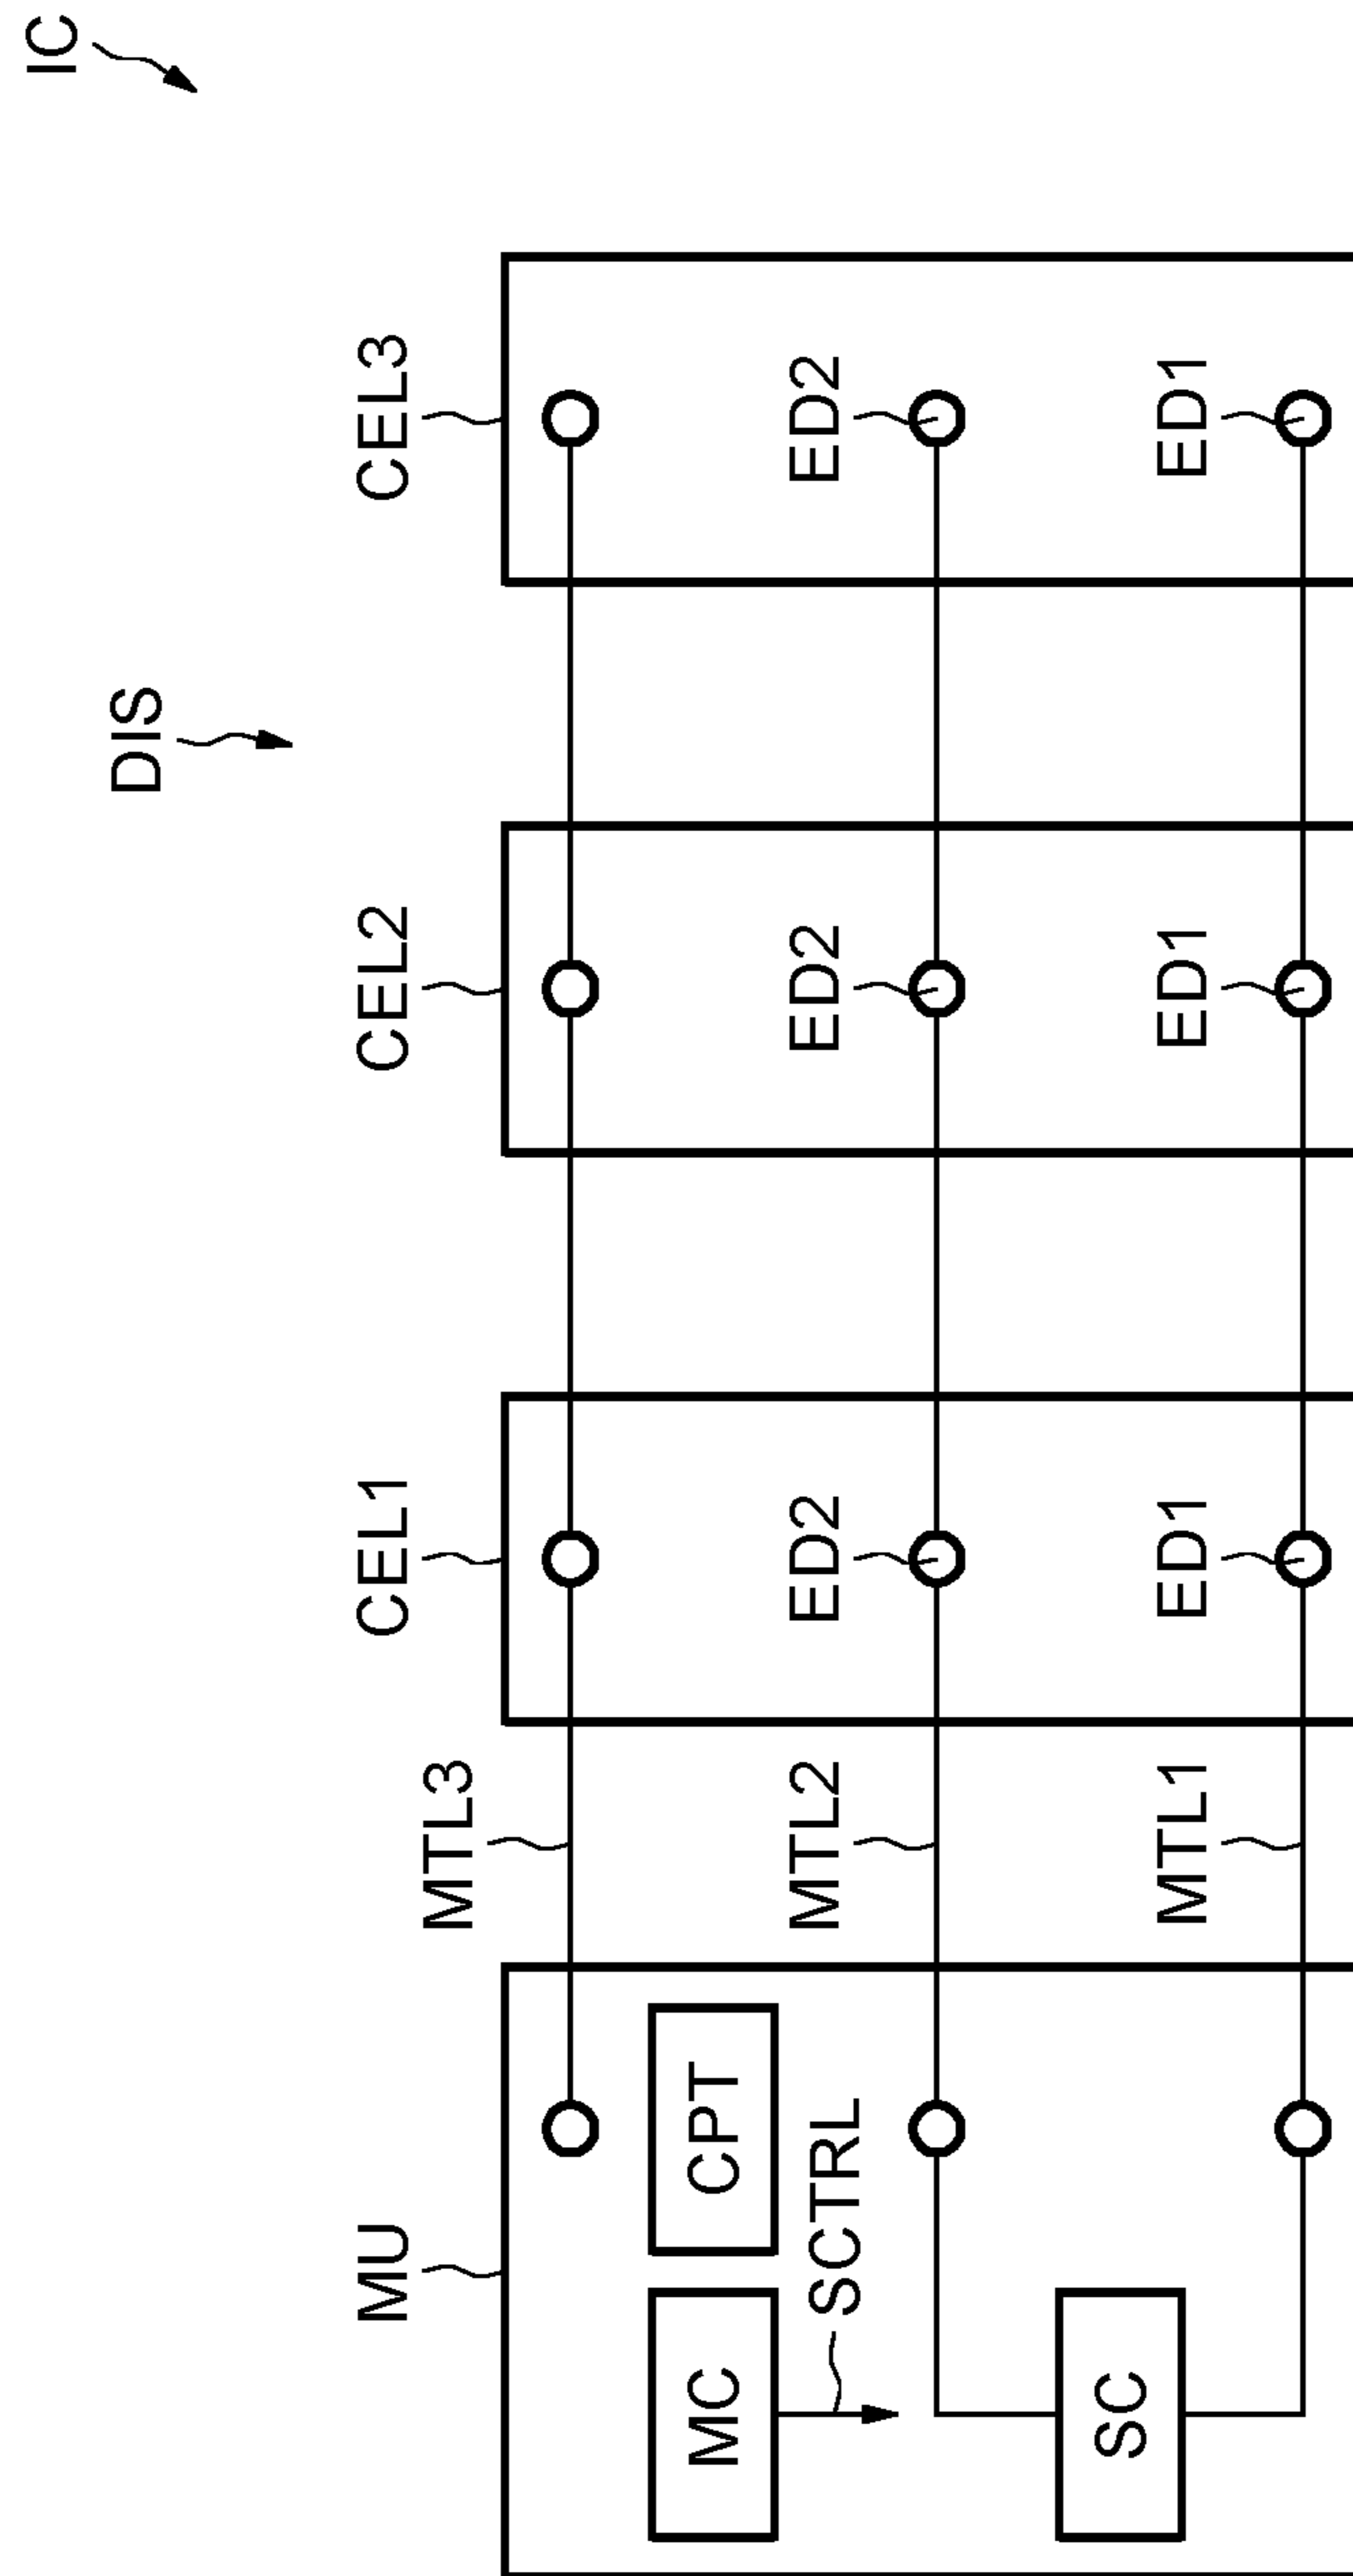 IC
DIS
MU
CEL1
CEL2
CEL3
MTL3
MC
CPT
SCTRL
MTL2
ED2
ED2
ED2
SC
MTL1
ED1
ED1
ED1